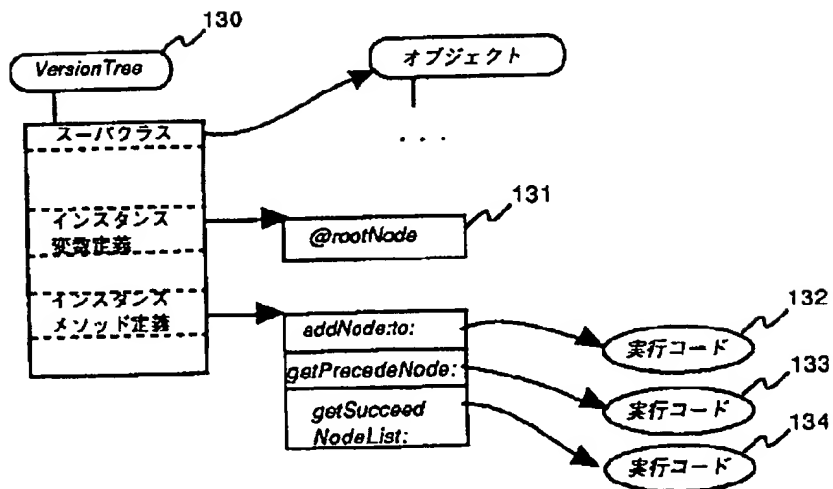 130
VersionTree
オブジェクト
スーパクラス
. . .
インスタンス
変数定義
131
@rootNode
インスタンス
メソッド定義
addNode:to:
132
実行コード
getPrecedeNode:
133
実行コード
getSucceed
NodeList:
134
実行コード